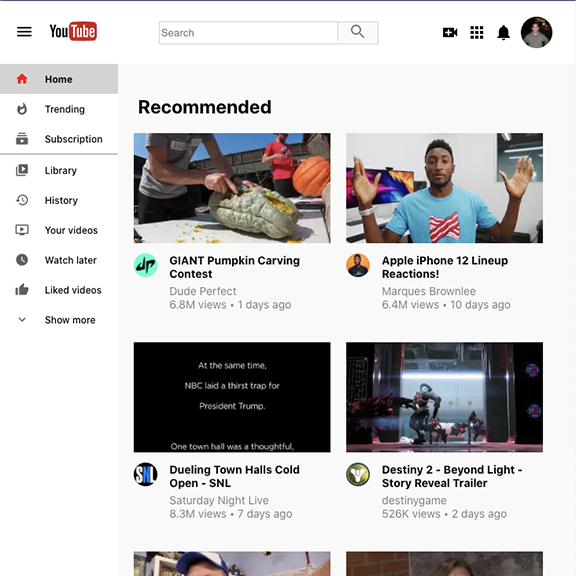 YouTube
Search
Home
Trending
Subscription
Library
History
Your videos
Watch later
Liked videos
Show more
Recommended
GIANT Pumpkin Carving
Contest
Dude Perfect
6.8M views • 1 days ago
Apple iPhone 12 Lineup
Reactions!
Marques Brownlee
6.4M views • 10 days ago
At the same time,
NBC laid a thirst trap for
President Trump.
One town hall was a thoughtful,
SNL
Dueling Town Halls Cold
Open - SNL
Saturday Night Live
8.3M views • 7 days ago
Destiny 2 - Beyond Light -
Story Reveal Trailer
destinygame
526K views • 2 days ago